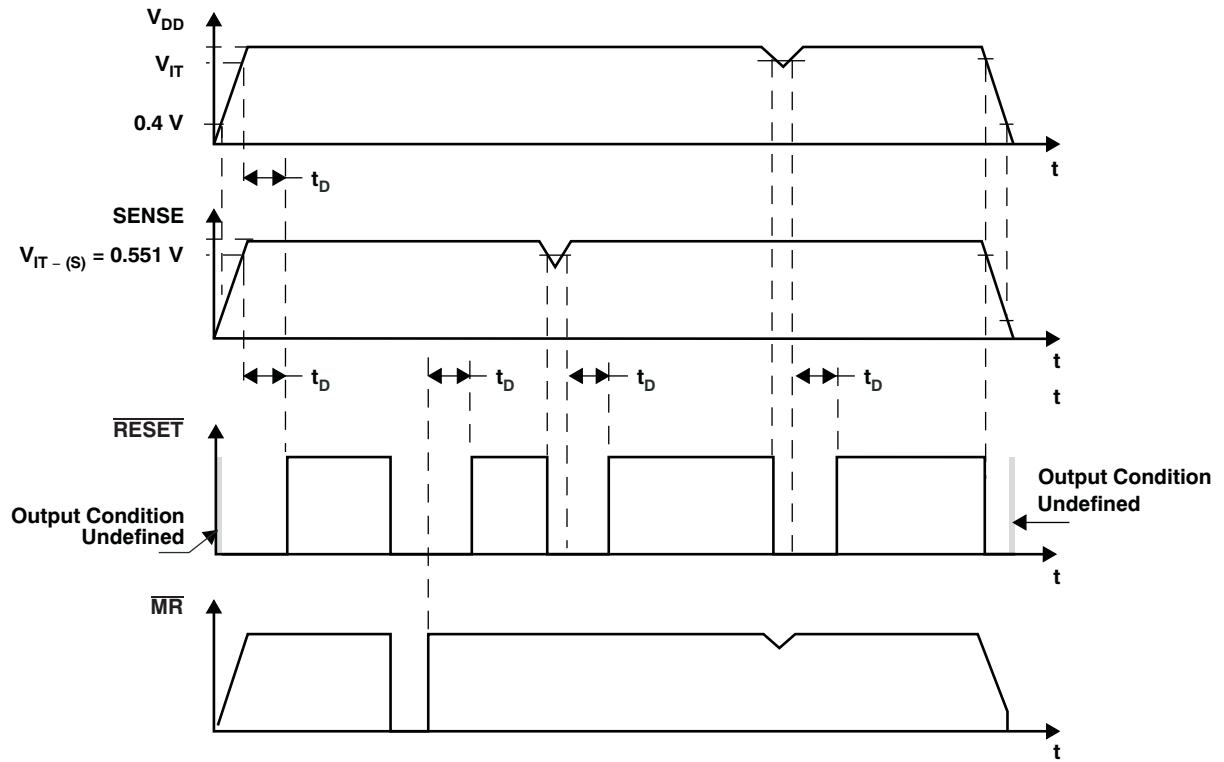 VDD
VIT
0.4 V
t
tD
SENSE
VIT – (S) = 0.551 V
t
tD
tD
tD
tD
t
RESET
Output Condition
Undefined
Output Condition
Undefined
t
MR
t